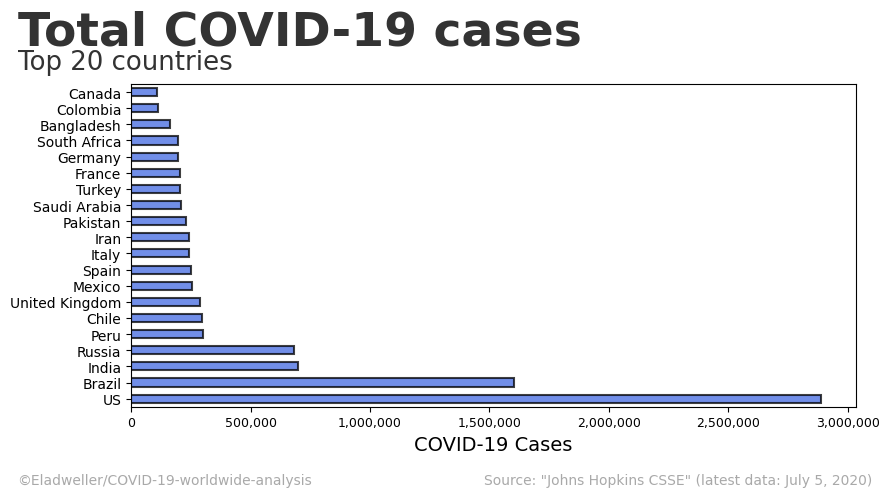 Total COVID-19 cases
Top 20 countries
Canada
Colombia
Bangladesh
South Africa
Germany
France
Turkey
Saudi Arabia
Pakistan
Iran
Italy
Spain
Mexico
United Kingdom
Chile
Peru
Russia
India
Brazil
US
0 500,000 1,000,000 1,500,000 2,000,000 2,500,000 3,000,000
COVID-19 Cases
©Eladweller/COVID-19-worldwide-analysis Source: "Johns Hopkins CSSE" (latest data: July 5, 2020)